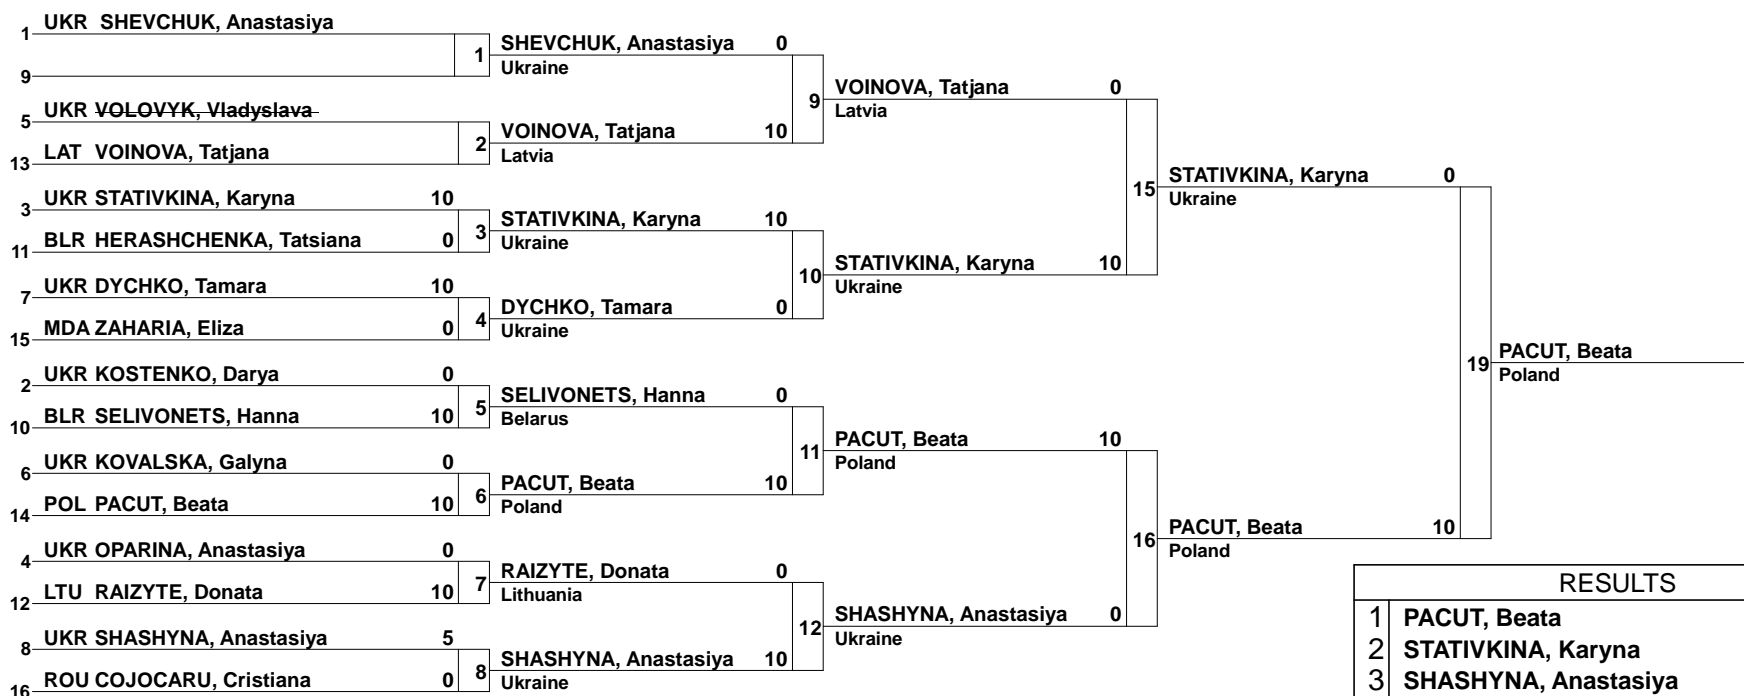 UKR SHEVCHUK, Anastasiya
1
9
1
UKR VOLOVYK, Vladyslava
5
LAT VOINOVA, Tatjana
13
2
UKR STATIVKINA, Karyna 10
3
BLR HERASHCHENKA, Tatsiana 0
11
3
UKR DYCHKO, Tamara 10
7
MDA ZAHARIA, Eliza 0
15
4
UKR KOSTENKO, Darya 0
2
BLR SELIVONETS, Hanna 10
10
5
UKR KOVALSKA, Galyna 0
6
POL PACUT, Beata 10
14
6
UKR OPARINA, Anastasiya 0
4
LTU RAIZYTE, Donata 10
12
7
UKR SHASHYNA, Anastasiya 5
8
ROU COJOCARU, Cristiana 0
16
8
SHEVCHUK, Anastasiya 0
Ukraine
VOINOVA, Tatjana 10
Latvia
9
STATIVKINA, Karyna 10
Ukraine
DYCHKO, Tamara 0
Ukraine
10
SELIVONETS, Hanna 0
Belarus
PACUT, Beata 10
Poland
11
RAIZYTE, Donata 0
Lithuania
SHASHYNA, Anastasiya 10
Ukraine
12
VOINOVA, Tatjana 0
Latvia
STATIVKINA, Karyna 10
Ukraine
15
PACUT, Beata 10
Poland
SHASHYNA, Anastasiya 0
Ukraine
16
STATIVKINA, Karyna 0
Ukraine
PACUT, Beata 10
Poland
19
PACUT, Beata
Poland
RESULTS
1 PACUT, Beata
2 STATIVKINA, Karyna
3 SHASHYNA, Anastasiya